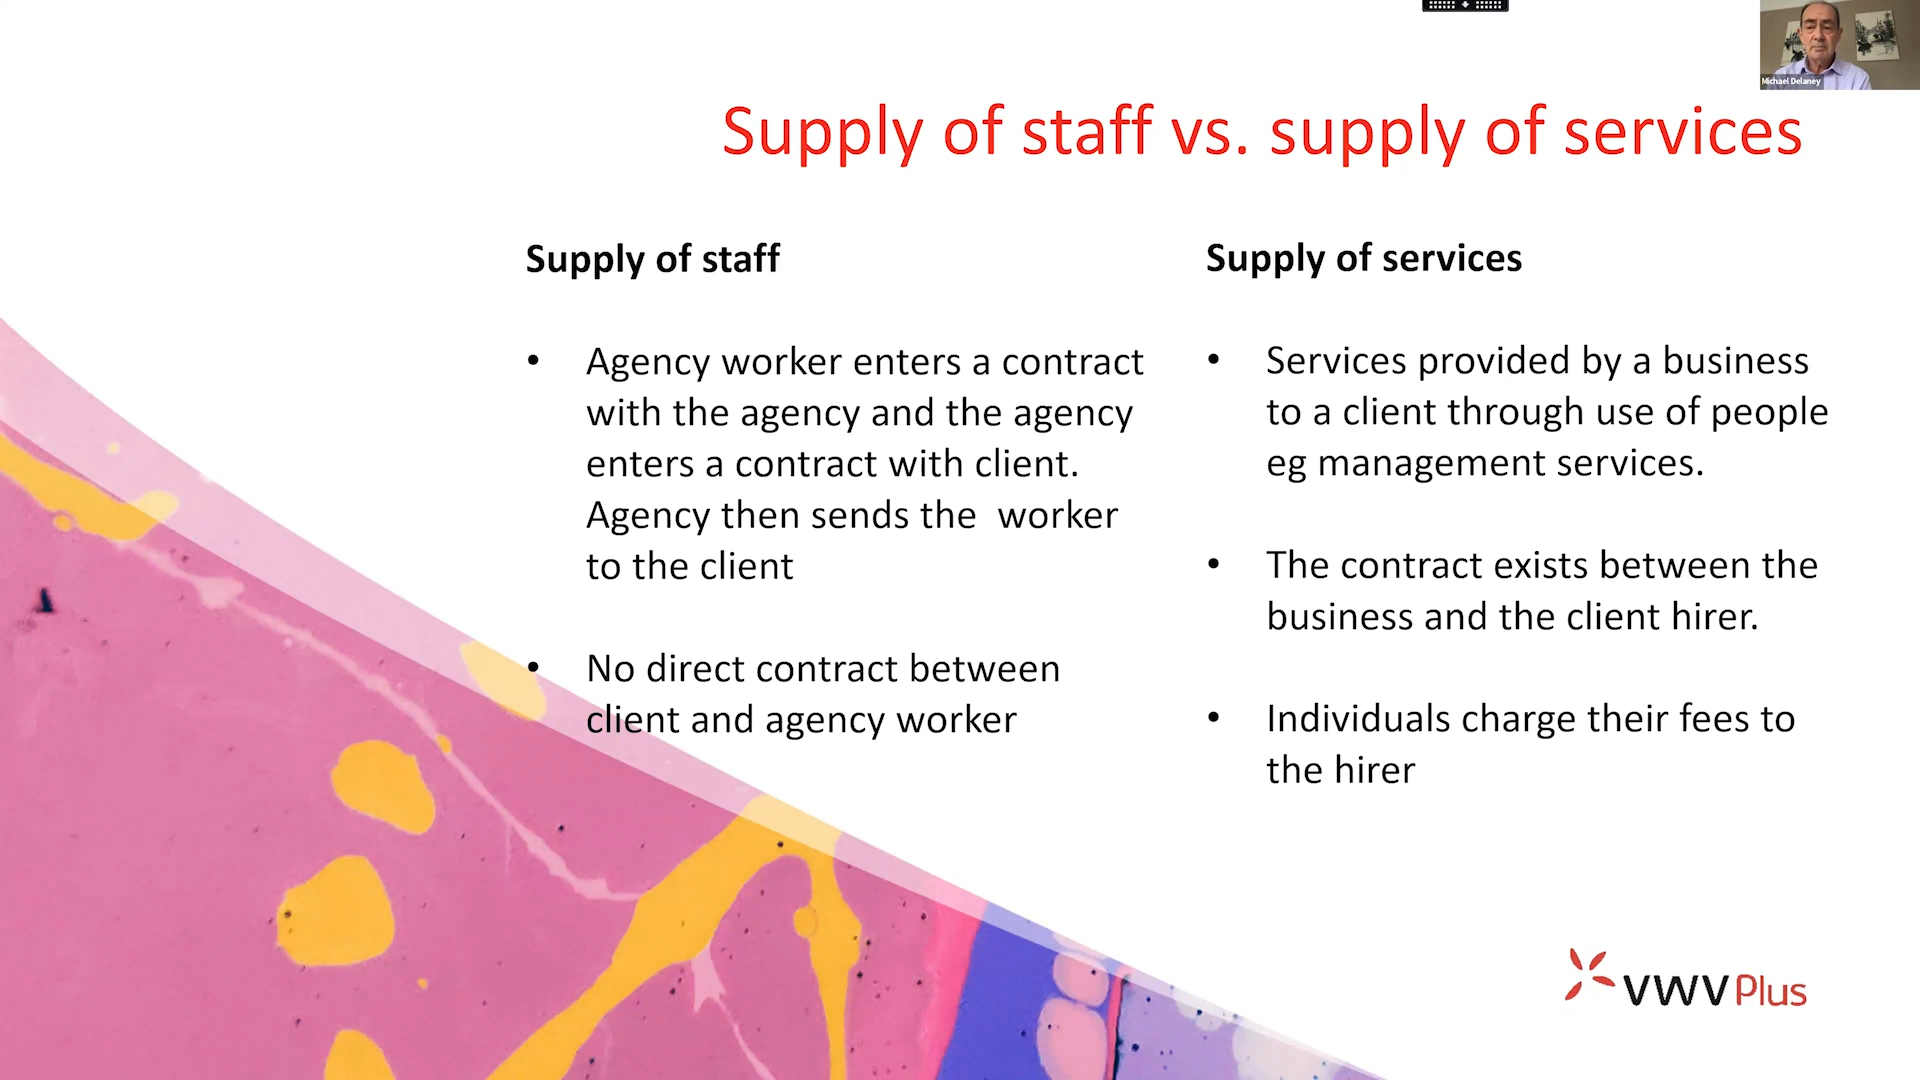 Michael Delaney
Supply of staff vs. supply of services
Supply of staff
• Agency worker enters a contract
with the agency and the agency
enters a contract with client.
Agency then sends the  worker
to the client
• No direct contract between
client and agency worker
Supply of services
• Services provided by a business
to a client through use of people
eg management services.
• The contract exists between the
business and the client hirer.
• Individuals charge their fees to
the hirer
VWV Plus